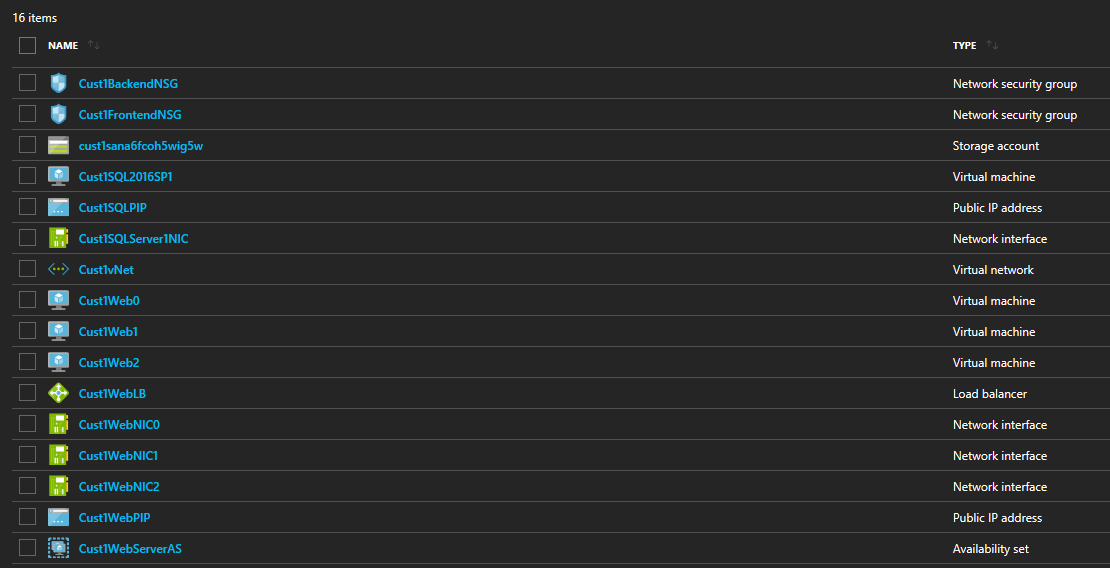 16 items
NAME ↑↓ TYPE ↑↓
Cust1BackendNSG Network security group
Cust1FrontendNSG Network security group
cust1sana6fcoh5wig5w Storage account
Cust1SQL2016SP1 Virtual machine
Cust1SQLPIP Public IP address
Cust1SQLServer1NIC Network interface
Cust1vNet Virtual network
Cust1Web0 Virtual machine
Cust1Web1 Virtual machine
Cust1Web2 Virtual machine
Cust1WebLB Load balancer
Cust1WebNIC0 Network interface
Cust1WebNIC1 Network interface
Cust1WebNIC2 Network interface
Cust1WebPIP Public IP address
Cust1WebServerAS Availability set